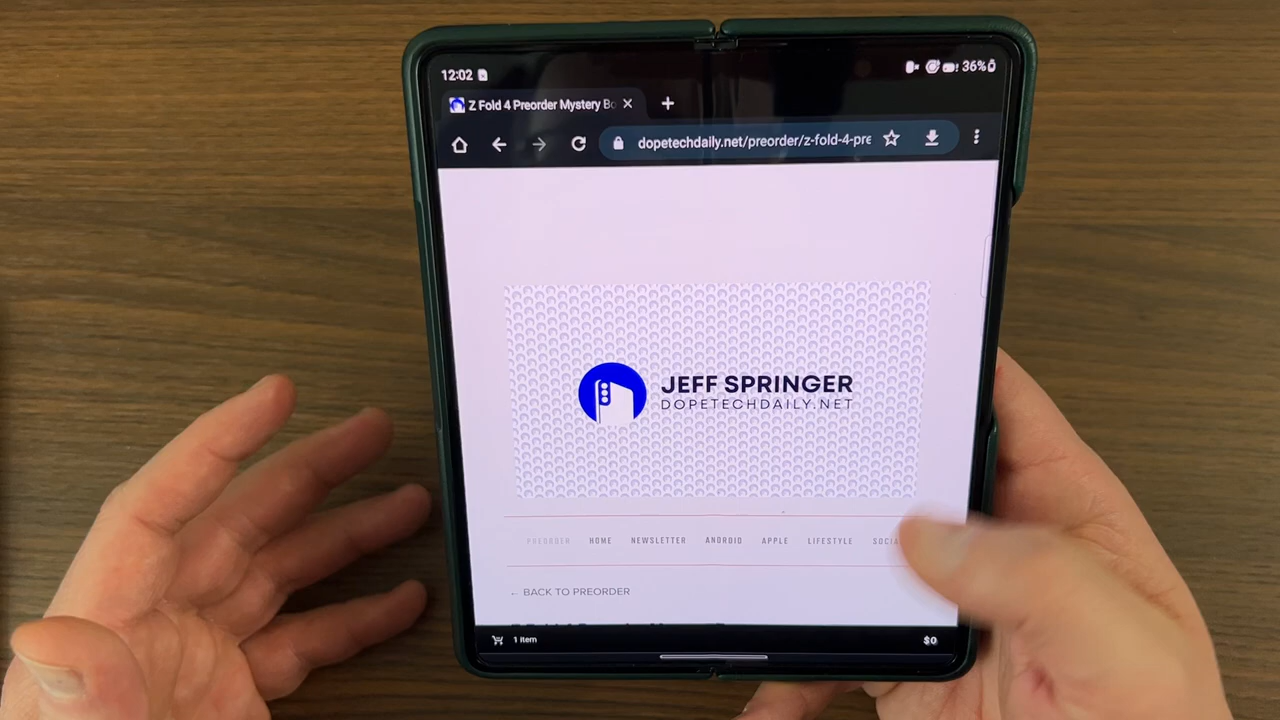 12:02 36%
Z Fold 4 Preorder Mystery Bo
dopetechdaily.net/preorder/z-fold-4-pre
JEFF SPRINGER
DOPETECHDAILY.NET
PREORDER HOME NEWSLETTER ANDROID APPLE LIFESTYLE SOCIA
← BACK TO PREORDER
1 item $0